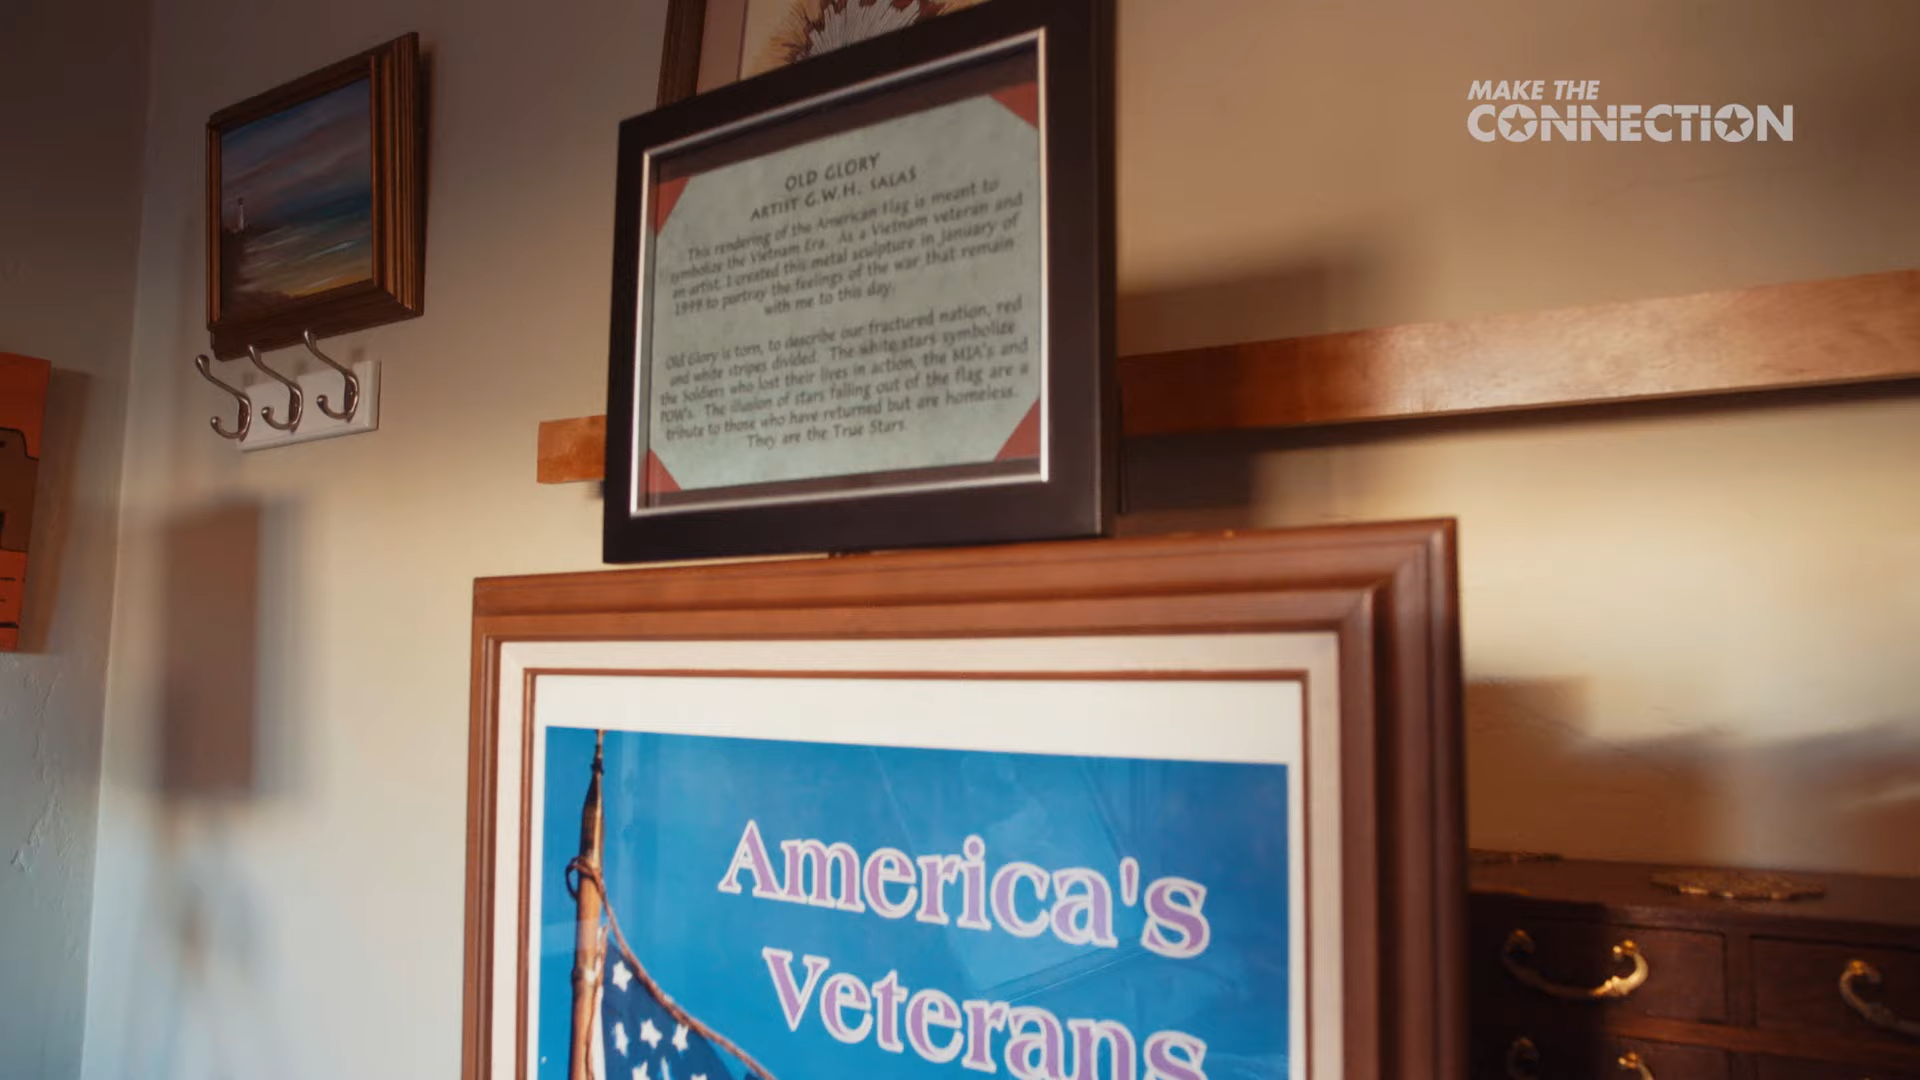 MAKE THE
CONNECTION
OLD GLORY
ARTIST G.W.H. SALAS
This rendering of the American Flag is meant to
symbolize the Vietnam Era. As a Vietnam veteran and
an artist, I created this metal sculpture in January of
1999 to portray the feelings of the war that remain
with me to this day.
Old Glory is torn, to describe our fractured nation, red
and white stripes divided. The white stars symbolize
the Soldiers who lost their lives in action, the MIA's and
POW's. The illusion of stars falling out of the flag are a
tribute to those who have returned but are homeless.
They are the True Stars.
America's
Veterans